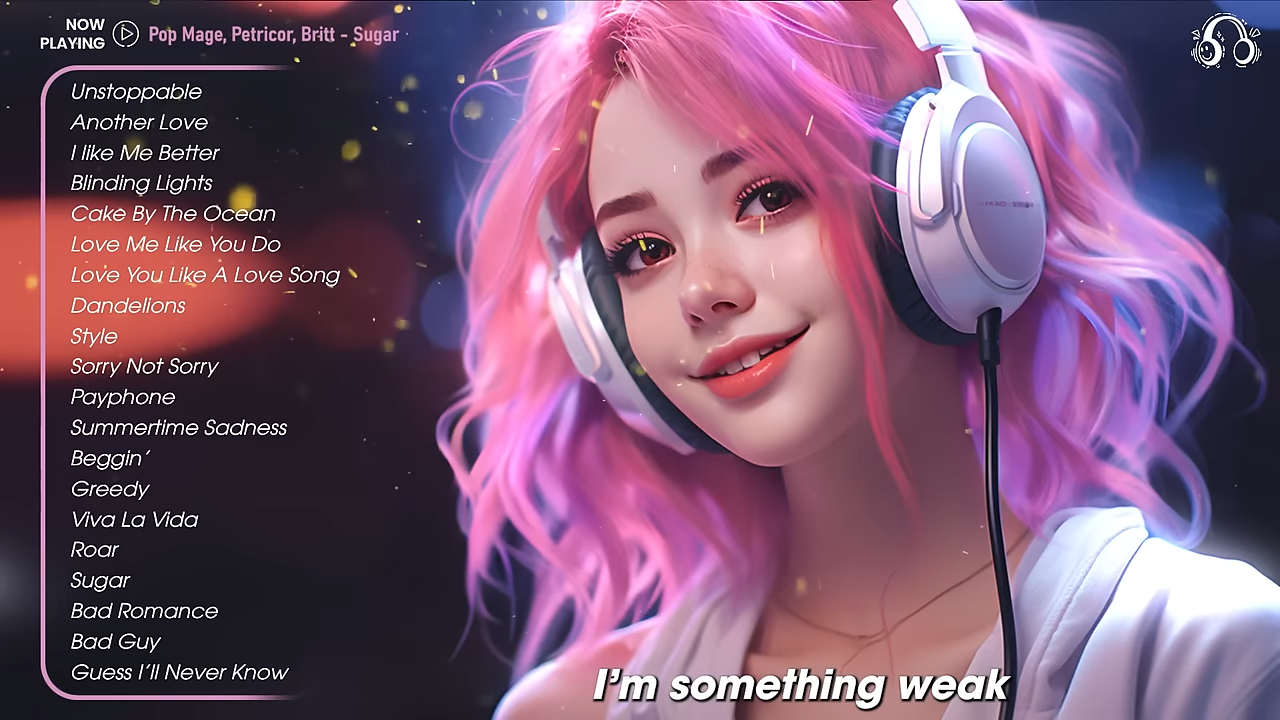 NOW
PLAYING
Pop Mage, Petricor, Britt - Sugar
Unstoppable
Another Love
I like Me Better
Blinding Lights
Cake By The Ocean
Love Me Like You Do
Love You Like A Love Song
Dandelions
Style
Sorry Not Sorry
Payphone
Summertime Sadness
Beggin’
Greedy
Viva La Vida
Roar
Sugar
Bad Romance
Bad Guy
Guess I’ll Never Know
I’m something weak